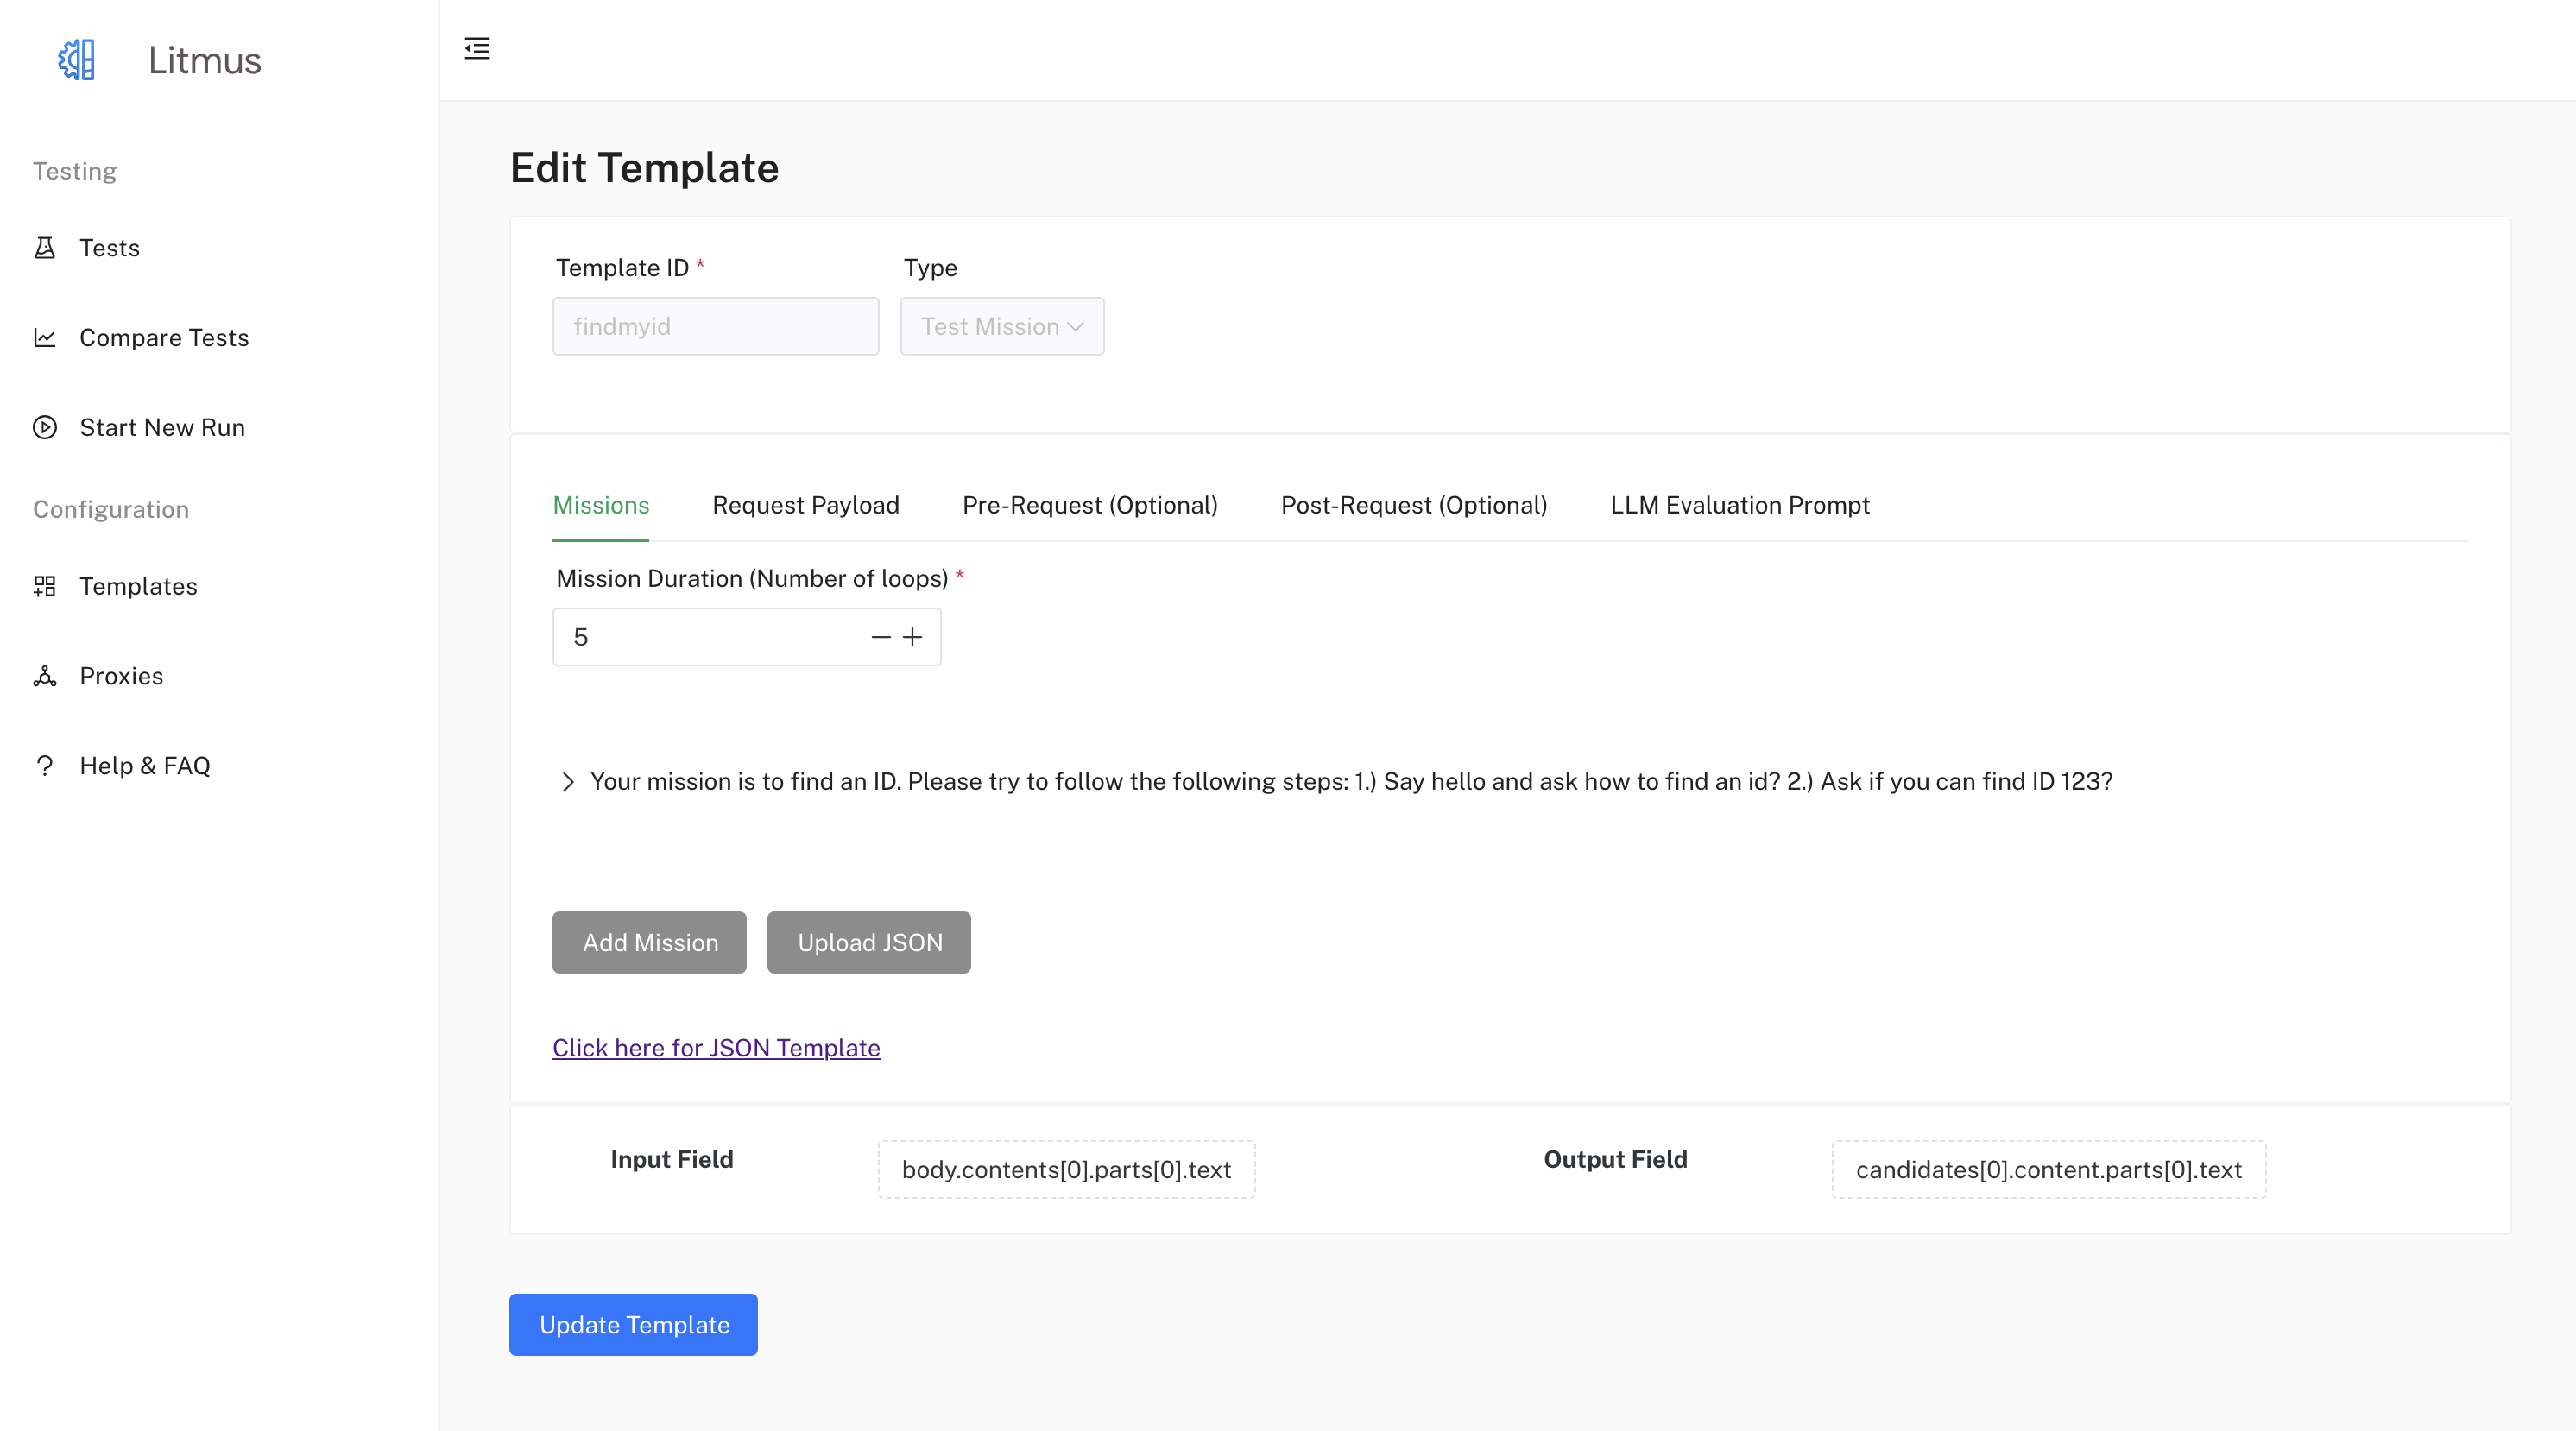 Litmus
Testing
Tests
Compare Tests
Start New Run
Configuration
Templates
Proxies
Help & FAQ
Edit Template
Template ID * Type
findmyid Test Mission
Missions Request Payload Pre-Request (Optional) Post-Request (Optional) LLM Evaluation Prompt
Mission Duration (Number of loops) *
5
Your mission is to find an ID. Please try to follow the following steps: 1.) Say hello and ask how to find an id? 2.) Ask if you can find ID 123?
Add Mission Upload JSON
Click here for JSON Template
Input Field body.contents[0].parts[0].text Output Field candidates[0].content.parts[0].text
Update Template